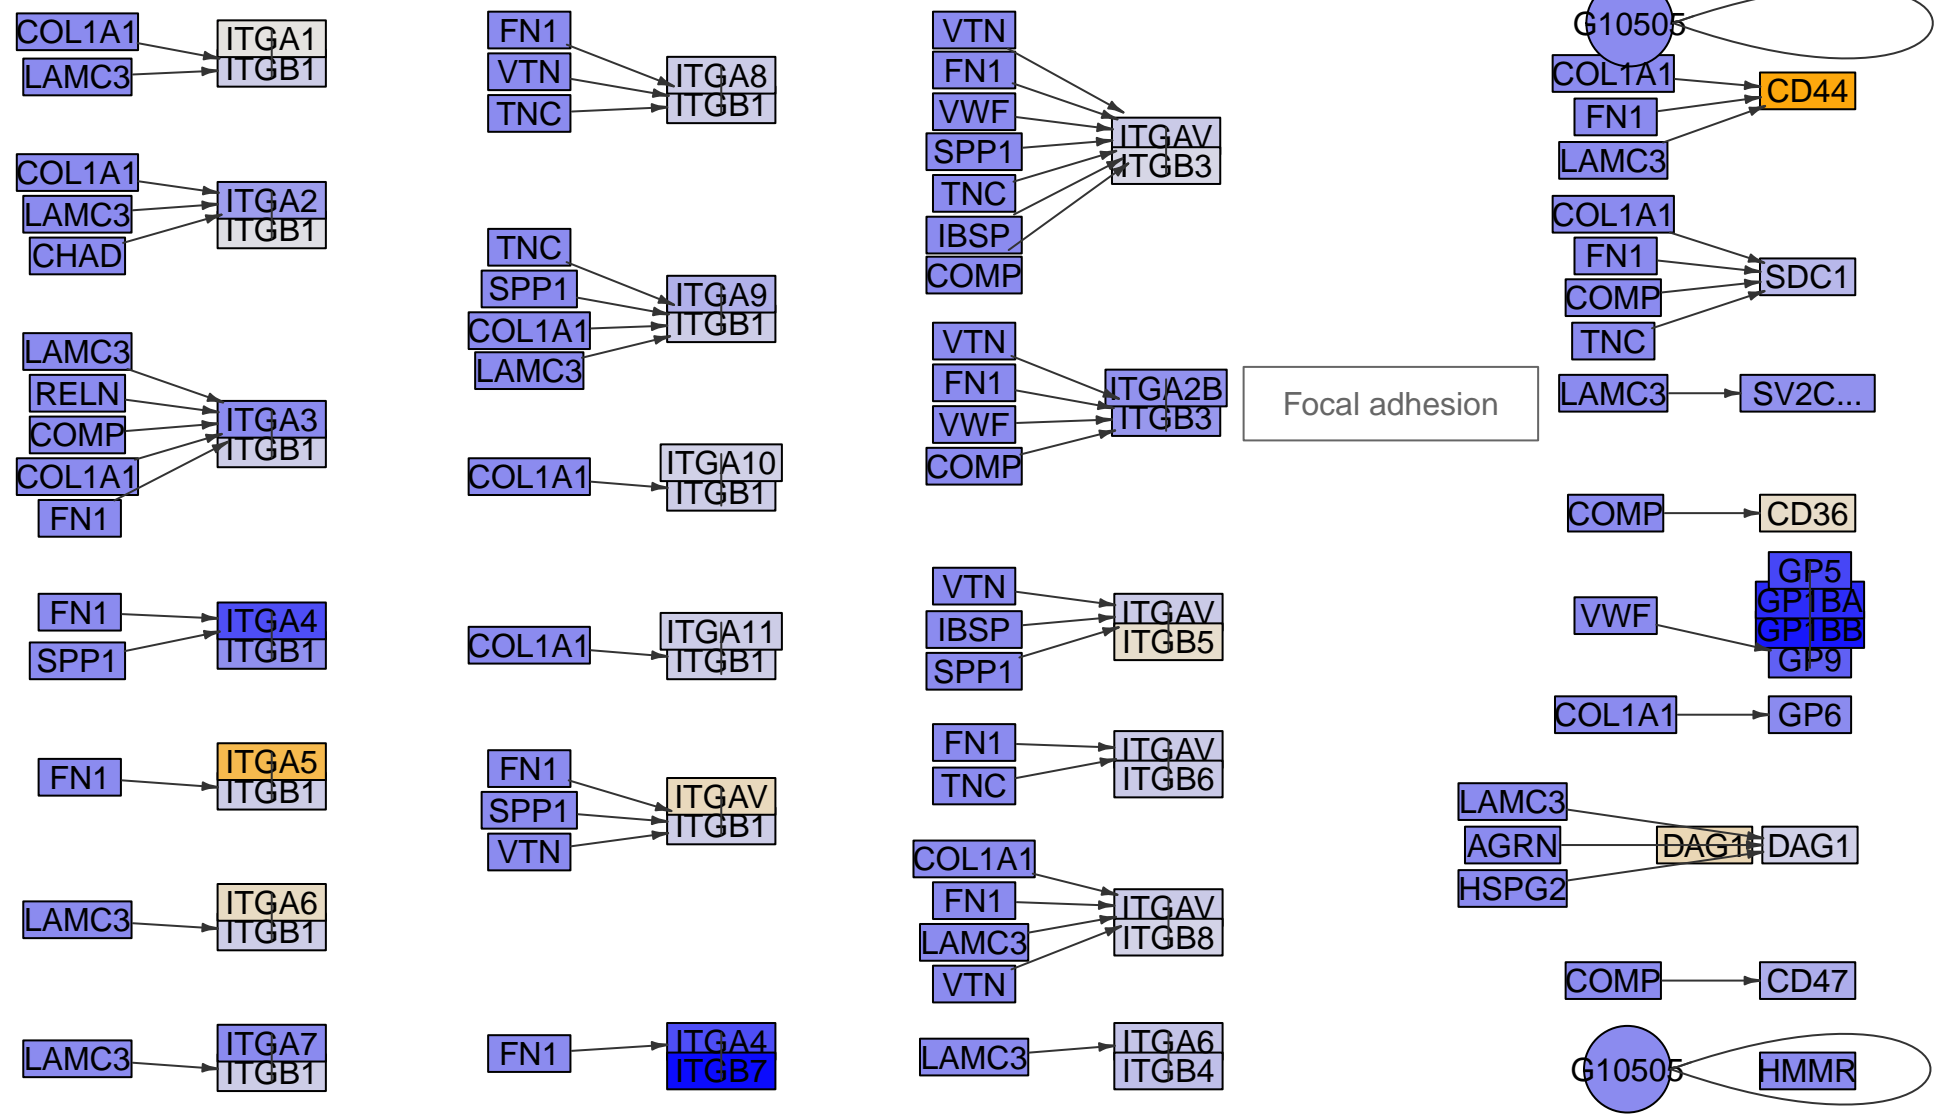 COL1A1
LAMC3
ITGA1
ITGB1
COL1A1
LAMC3
CHAD
ITGA2
ITGB1
LAMC3
RELN
COMP
COL1A1
FN1
ITGA3
ITGB1
FN1
SPP1
ITGA4
ITGB1
FN1
ITGA5
ITGB1
LAMC3
ITGA6
ITGB1
LAMC3
ITGA7
ITGB1
FN1
VTN
TNC
ITGA8
ITGB1
TNC
SPP1
COL1A1
LAMC3
ITGA9
ITGB1
COL1A1
ITGA10
ITGB1
COL1A1
ITGA11
ITGB1
FN1
SPP1
VTN
ITGAV
ITGB1
FN1
ITGA4
ITGB7
VTN
FN1
VWF
SPP1
TNC
IBSP
COMP
ITGAV
ITGB3
VTN
FN1
VWF
COMP
ITGA2B
ITGB3
Focal adhesion
VTN
IBSP
SPP1
ITGAV
ITGB5
FN1
TNC
ITGAV
ITGB6
COL1A1
FN1
LAMC3
VTN
ITGAV
ITGB8
LAMC3
ITGA6
ITGB4
G10505
COL1A1
FN1
LAMC3
CD44
COL1A1
FN1
COMP
TNC
SDC1
LAMC3
SV2C...
COMP
CD36
VWF
GP5
GP1BA
GP1BB
GP9
COL1A1
GP6
LAMC3
AGRN
HSPG2
DAG1
DAG1
COMP
CD47
G10505
HMMR